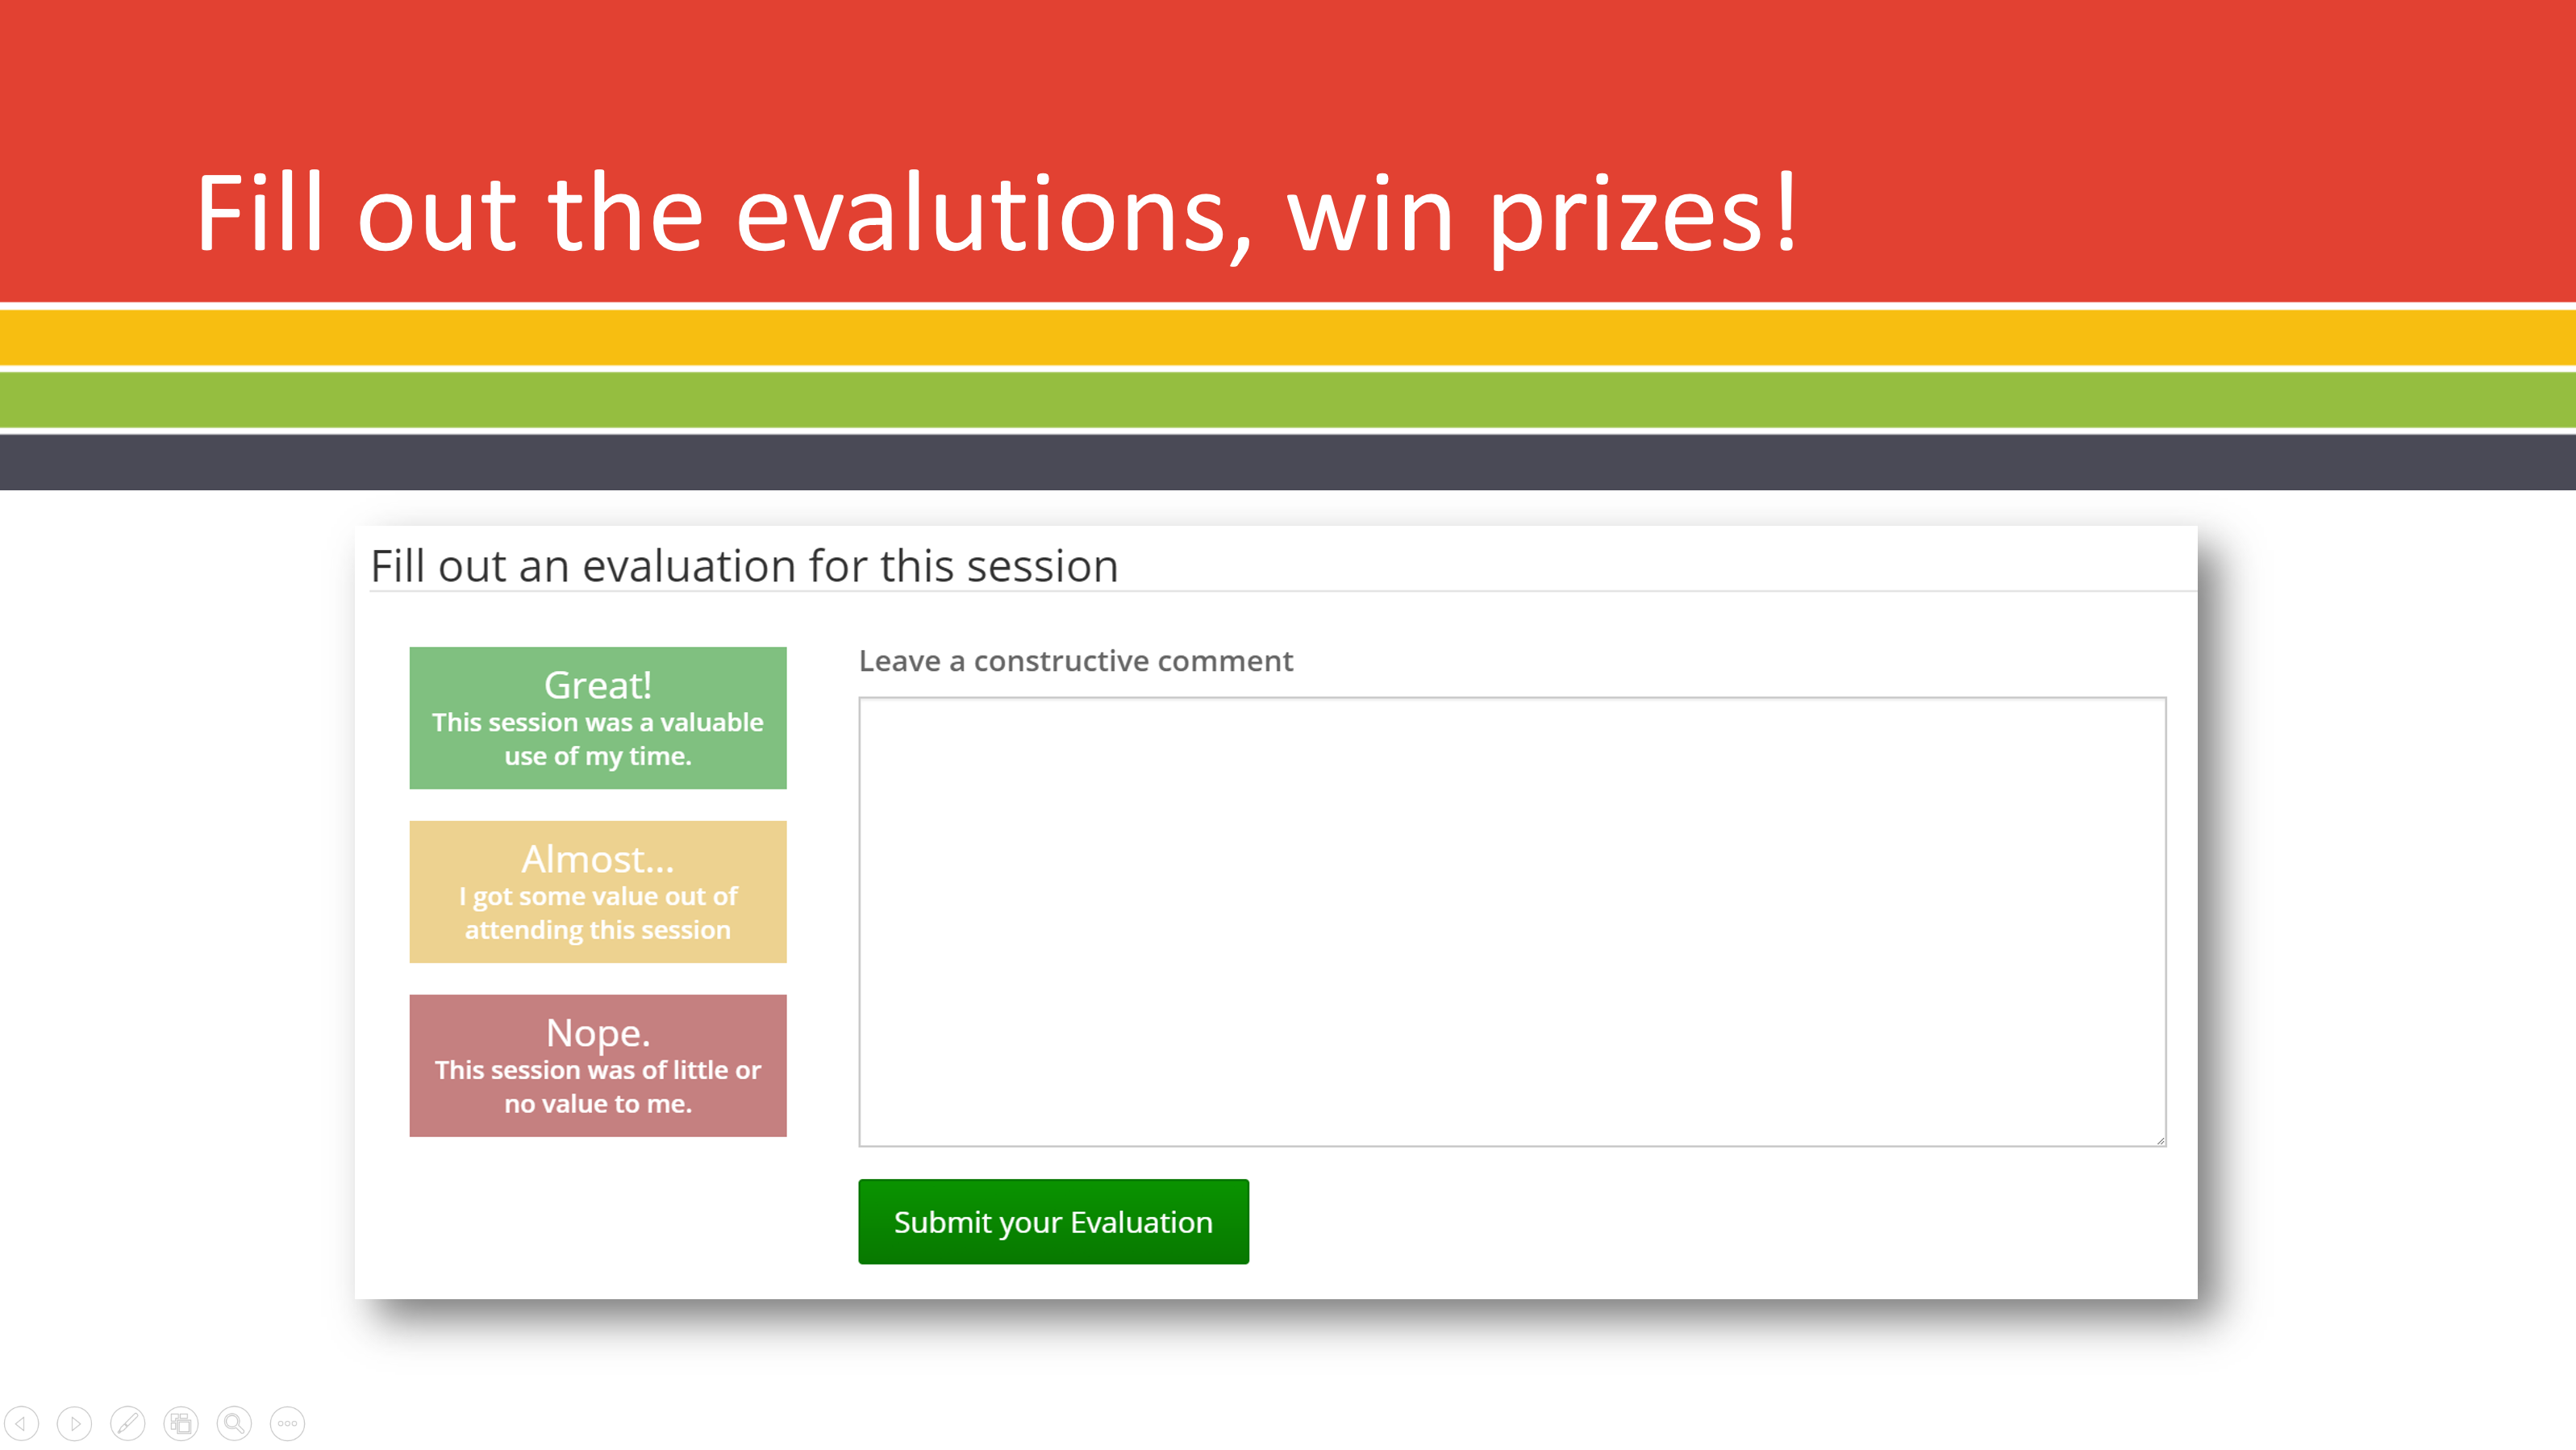 Fill out the evalutions, win prizes!
Fill out an evaluation for this session
Great!
This session was a valuable
use of my time.
Almost...
I got some value out of
attending this session
Nope.
This session was of little or
no value to me.
Leave a constructive comment
Submit your Evaluation